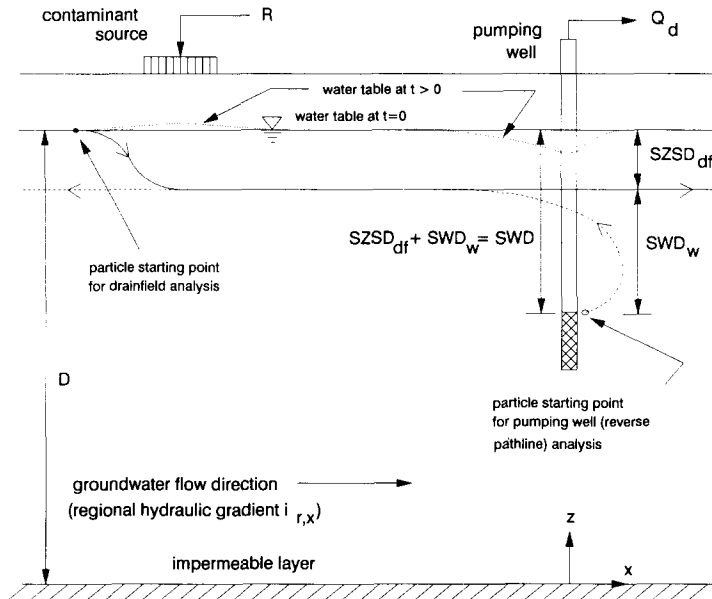 contaminant
source
R
pumping
well
Q d
water table at t > 0
water table at t=0
SZSD df
SZSD df + SWD w = SWD
SWD w
particle starting point
for drainfield analysis
D
particle starting point
for pumping well (reverse
pathline) analysis
groundwater flow direction
(regional hydraulic gradient i r,x)
z
x
impermeable layer